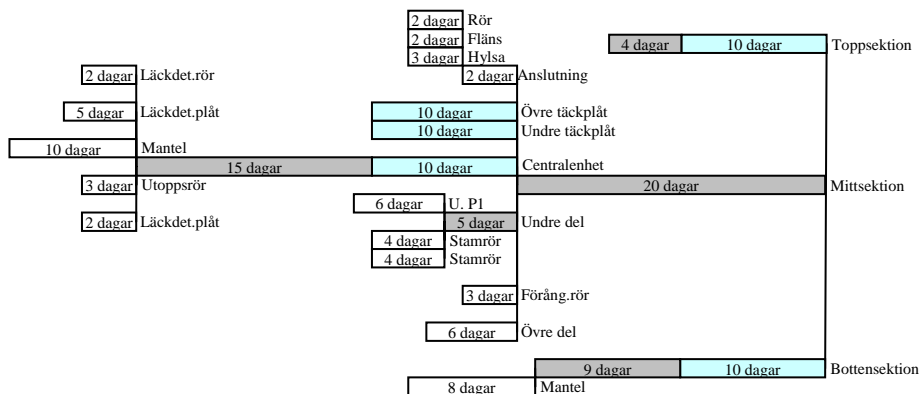 2 dagar Rör
2 dagar Fläns
4 dagar 10 dagar Toppsektion
3 dagar Hylsa
2 dagar Läckdet.rör 2 dagar Anslutning
5 dagar Läckdet.plåt 10 dagar Övre täckplåt
10 dagar Undre täckplåt
10 dagar Mantel
15 dagar 10 dagar Centralenhet
3 dagar Utoppsrör 20 dagar Mittsektion
6 dagar U. P1
2 dagar Läckdet.plåt 5 dagar Undre del
4 dagar Stamrör
4 dagar Stamrör
3 dagar Förång.rör
6 dagar Övre del
9 dagar 10 dagar Bottensektion
8 dagar Mantel